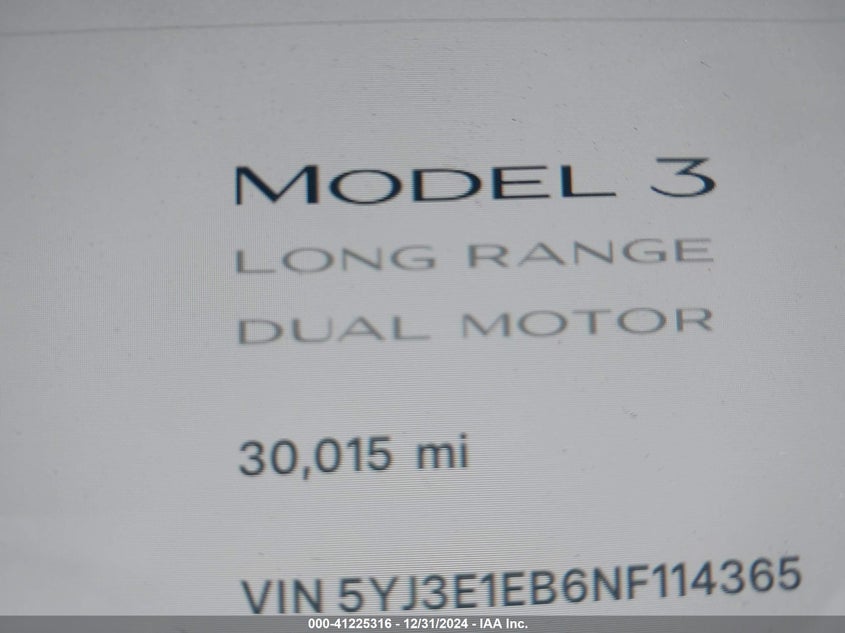 MODEL 3
LONG RANGE
DUAL MOTOR
30,015 mi
VIN 5YJ3E1EB6NF114365
000-41225316 - 12/31/2024 - IAA Inc.